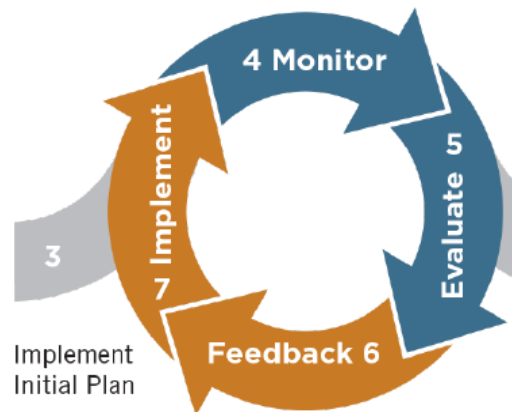 4 Monitor
Evaluate 5
Feedback 6
7 Implement
3
Implement
Initial Plan